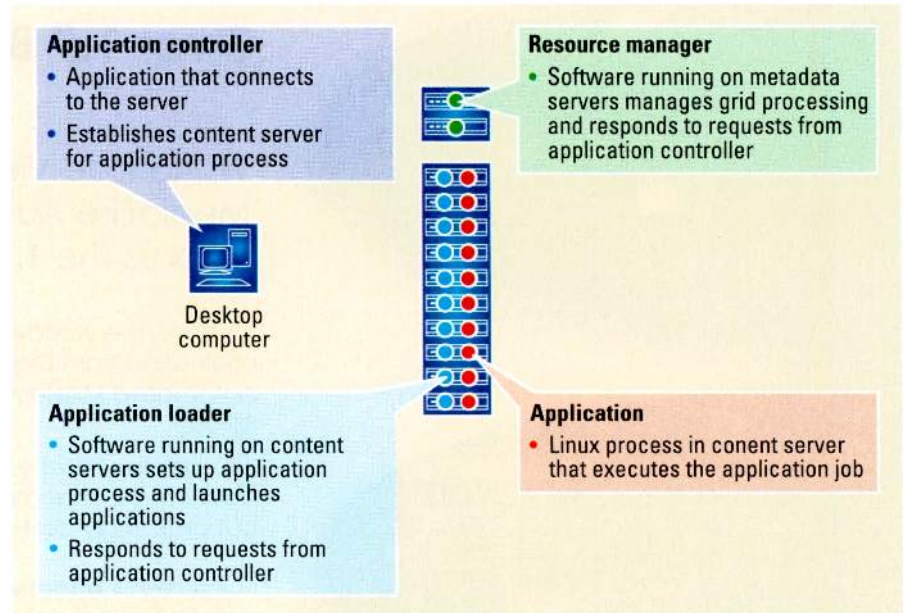 Application controller
• Application that connects
to the server
• Establishes content server
for application process
Resource manager
• Software running on metadata
servers manages grid processing
and responds to requests from
application controller
Desktop
computer
Application loader
• Software running on content
servers sets up application
process and launches
applications
• Responds to requests from
application controller
Application
• Linux process in conent server
that executes the application job